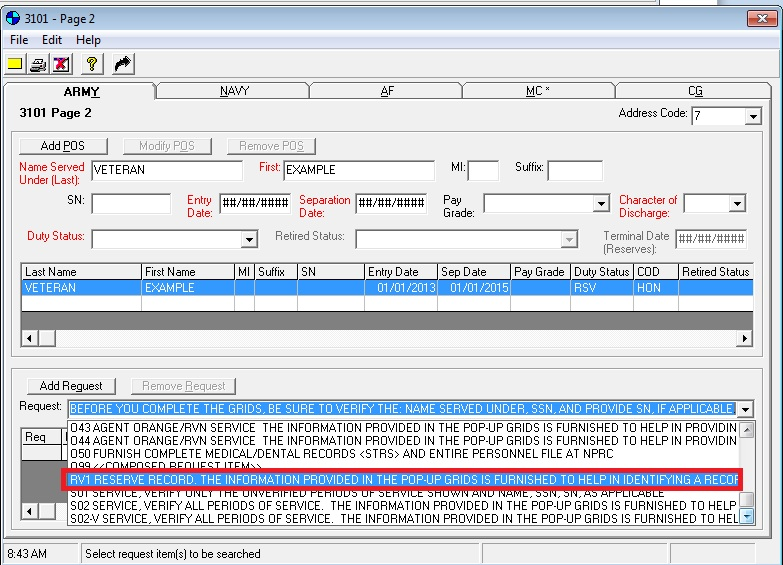 3101 - Page 2
File Edit Help
ARMY NAVY AF MC * CG
3101 Page 2 Address Code: 7
Add POS Modify POS Remove POS
Name Served Under (Last): VETERAN First: EXAMPLE MI: Suffix:
SN: Entry Date: ##/##/#### Separation Date: ##/##/#### Pay Grade: Character of Discharge:
Duty Status: Retired Status: Terminal Date (Reserves): ##/##/####
Last Name First Name MI Suffix SN Entry Date Sep Date Pay Grade Duty Status COD Retired Status
VETERAN EXAMPLE 01/01/2013 01/01/2015 RSV HON
Add Request Remove Request
Request: BEFORE YOU COMPLETE THE GRIDS, BE SURE TO VERIFY THE: NAME SERVED UNDER, SSN, AND PROVIDE SN, IF APPLICABLE
Req
O43 AGENT ORANGE/RVN SERVICE THE INFORMATION PROVIDED IN THE POP-UP GRIDS IS FURNISHED TO HELP IN PROVIDIN
O44 AGENT ORANGE/RVN SERVICE THE INFORMATION PROVIDED IN THE POP-UP GRIDS IS FURNISHED TO HELP IN PROVIDIN
O50 FURNISH COMPLETE MEDICAL/DENTAL RECORDS <STRS> AND ENTIRE PERSONNEL FILE AT NPRC
O99 <<COMPOSED REQUEST ITEM>>
RV1 RESERVE RECORD. THE INFORMATION PROVIDED IN THE POP-UP GRIDS IS FURNISHED TO HELP IN IDENTIFYING A RECOR
S01 SERVICE, VERIFY ONLY THE UNVERIFIED PERIODS OF SERVICE SHOWN AND NAME, SSN, SN, AS APPLICABLE
S02 SERVICE, VERIFY ALL PERIODS OF SERVICE. THE INFORMATION PROVIDED IN THE POP-UP GRIDS IS FURNISHED TO HELP
S02-V SERVICE, VERIFY ALL PERIODS OF SERVICE. THE INFORMATION PROVIDED IN THE POP-UP GRIDS IS FURNISHED TO HEL
8:43 AM Select request item(s) to be searched